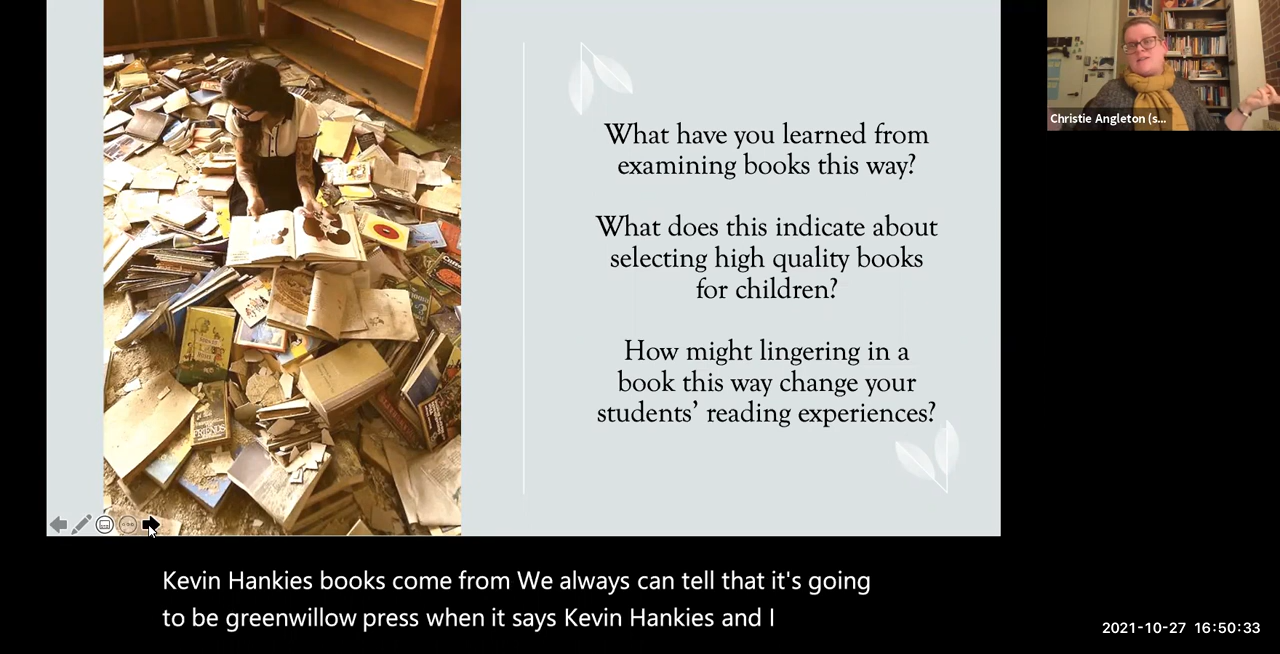 What have you learned from
examining books this way?
What does this indicate about
selecting high quality books
for children?
How might lingering in a
book this way change your
students’ reading experiences?
Christie Angleton (s...
Kevin Hankies books come from We always can tell that it's going
to be greenwillow press when it says Kevin Hankies and I
2021-10-27 16:50:33